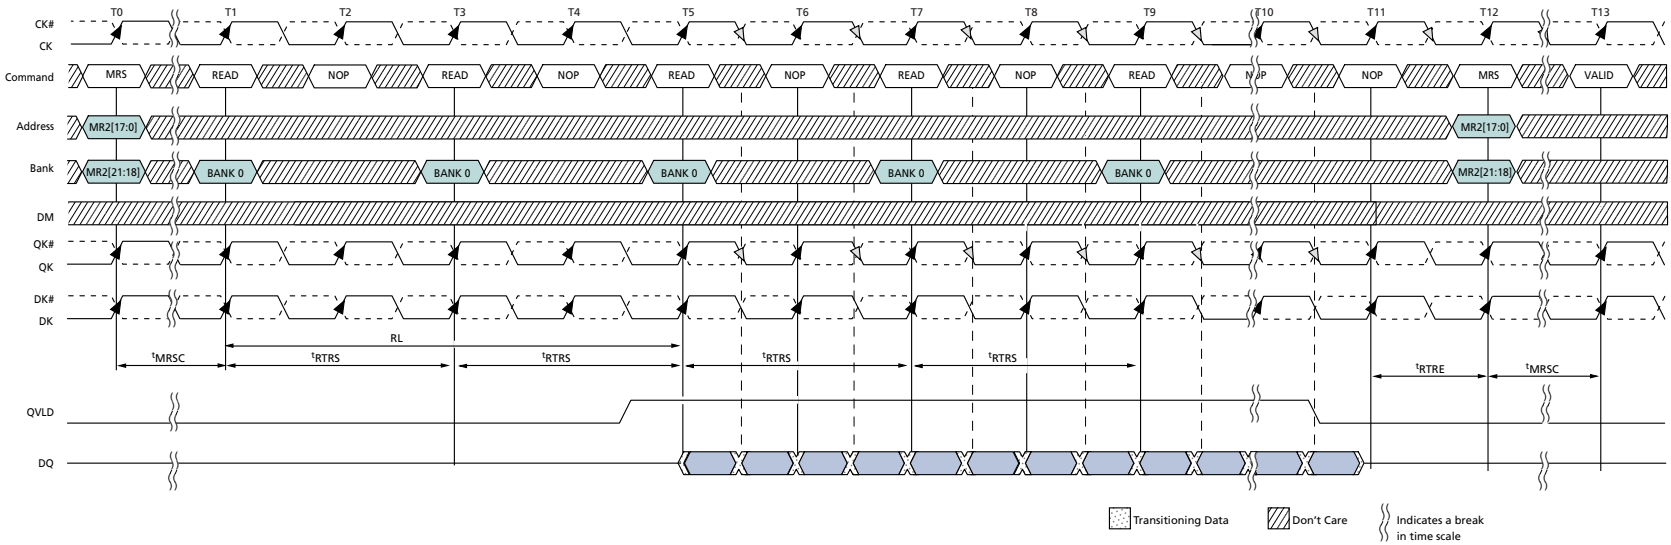 T0 T1 T2 T3 T4 T5 T6 T7 T8 T9 T10 T11 T12 T13
CK#
CK
Command MRS READ NOP READ NOP READ NOP READ NOP READ NOP NOP MRS VALID
Address MR2[17:0] MR2[17:0]
Bank MR2[21:18] BANK 0 BANK 0 BANK 0 BANK 0 BANK 0 MR2[21:18]
DM
QK#
QK
DK#
DK
RL
tMRSC tRTRS tRTRS tRTRS tRTRS tRTRE tMRSC
QVLD
DQ
Transitioning Data Don't Care Indicates a break
in time scale